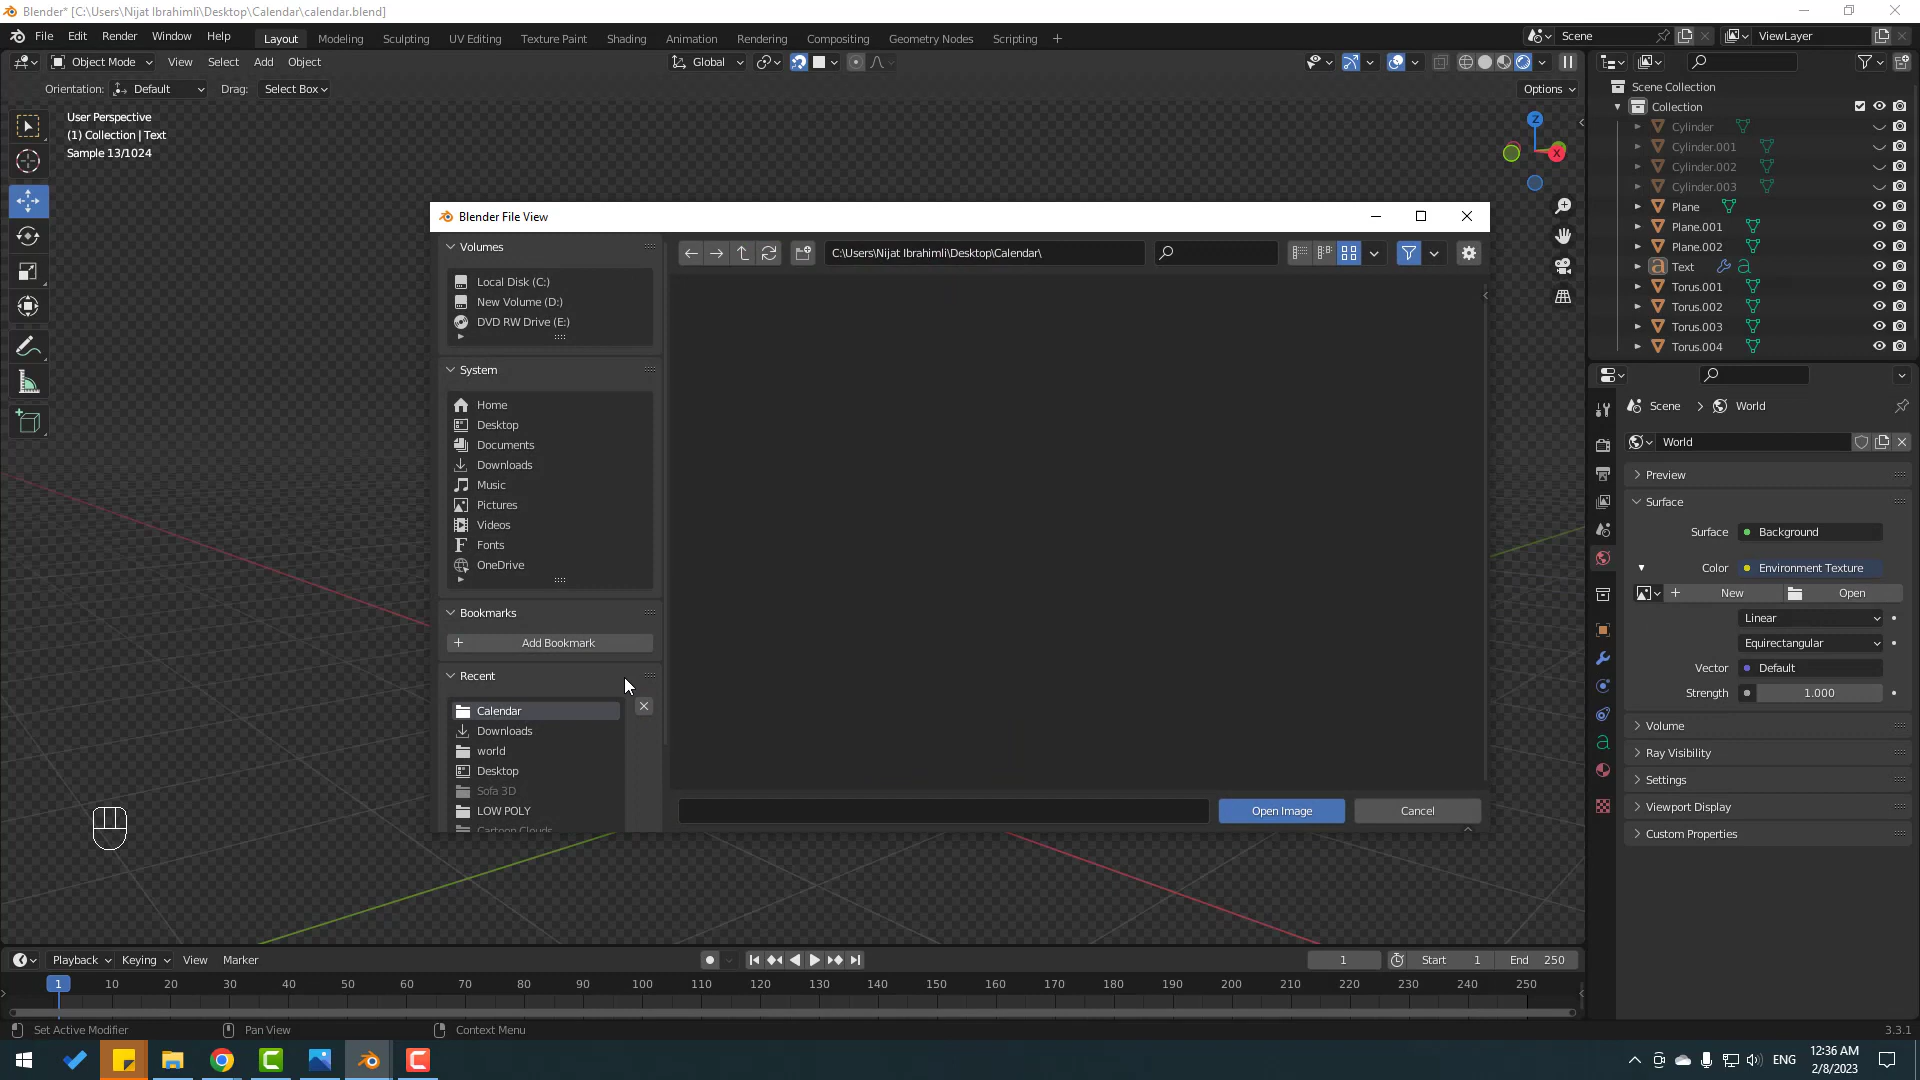 Blender* [C:\Users\Nijat Ibrahimli\Desktop\Calendar\calendar.blend]
File Edit Render Window Help Layout Modeling Sculpting UV Editing Texture Paint Shading Animation Rendering Compositing Geometry Nodes Scripting + Scene ViewLayer
Object Mode View Select Add Object Global
Orientation: Default Drag: Select Box Options
User Perspective
(1) Collection | Text
Sample 13/1024
Z
X
Scene Collection
Collection
Cylinder
Cylinder.001
Cylinder.002
Cylinder.003
Plane
Plane.001
Plane.002
Text
Torus.001
Torus.002
Torus.003
Torus.004
Blender File View
Volumes
Local Disk (C:)
New Volume (D:)
DVD RW Drive (E:)
System
Home
Desktop
Documents
Downloads
Music
Pictures
Videos
Fonts
OneDrive
Bookmarks
Add Bookmark
Recent
Calendar
Downloads
world
Desktop
Sofa 3D
LOW POLY
Cartoon Clouds
C:\Users\Nijat Ibrahimli\Desktop\Calendar\
Open Image Cancel
Scene > World
World
Preview
Surface
Surface Background
Color Environment Texture
New Open
Linear
Equirectangular
Vector Default
Strength 1.000
Volume
Ray Visibility
Settings
Viewport Display
Custom Properties
Playback Keying View Marker 1 Start 1 End 250
1 10 20 30 40 50 60 70 80 90 100 110 120 130 140 150 160 170 180 190 200 210 220 230 240 250
Set Active Modifier Pan View Context Menu 3.3.1
ENG
12:36 AM
2/8/2023